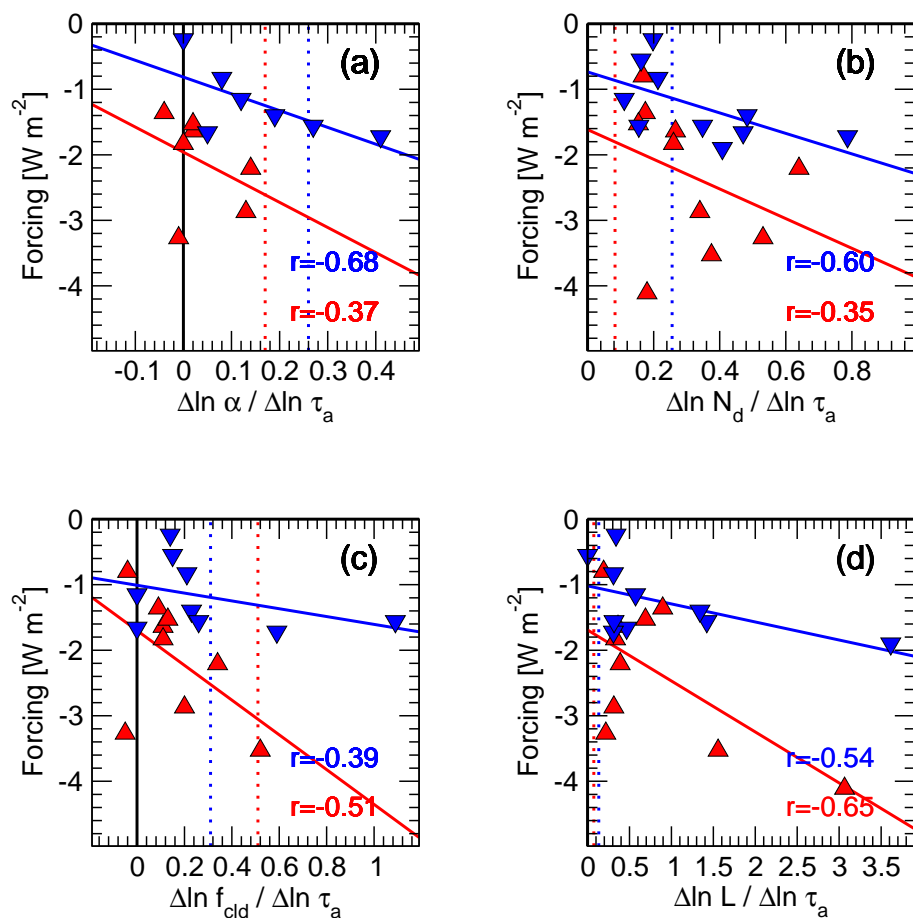 0
-1
-2
-3
-4
Forcing [W m-2]
(a)
r=-0.68
r=-0.37
-0.1 0 0.1 0.2 0.3 0.4
Δln α / Δln τa
0
-1
-2
-3
-4
Forcing [W m-2]
(b)
r=-0.60
r=-0.35
0 0.2 0.4 0.6 0.8
Δln Nd / Δln τa
0
-1
-2
-3
-4
Forcing [W m-2]
(c)
r=-0.39
r=-0.51
0 0.2 0.4 0.6 0.8 1
Δln fcld / Δln τa
0
-1
-2
-3
-4
Forcing [W m-2]
(d)
r=-0.54
r=-0.65
0 0.5 1 1.5 2 2.5 3 3.5
Δln L / Δln τa